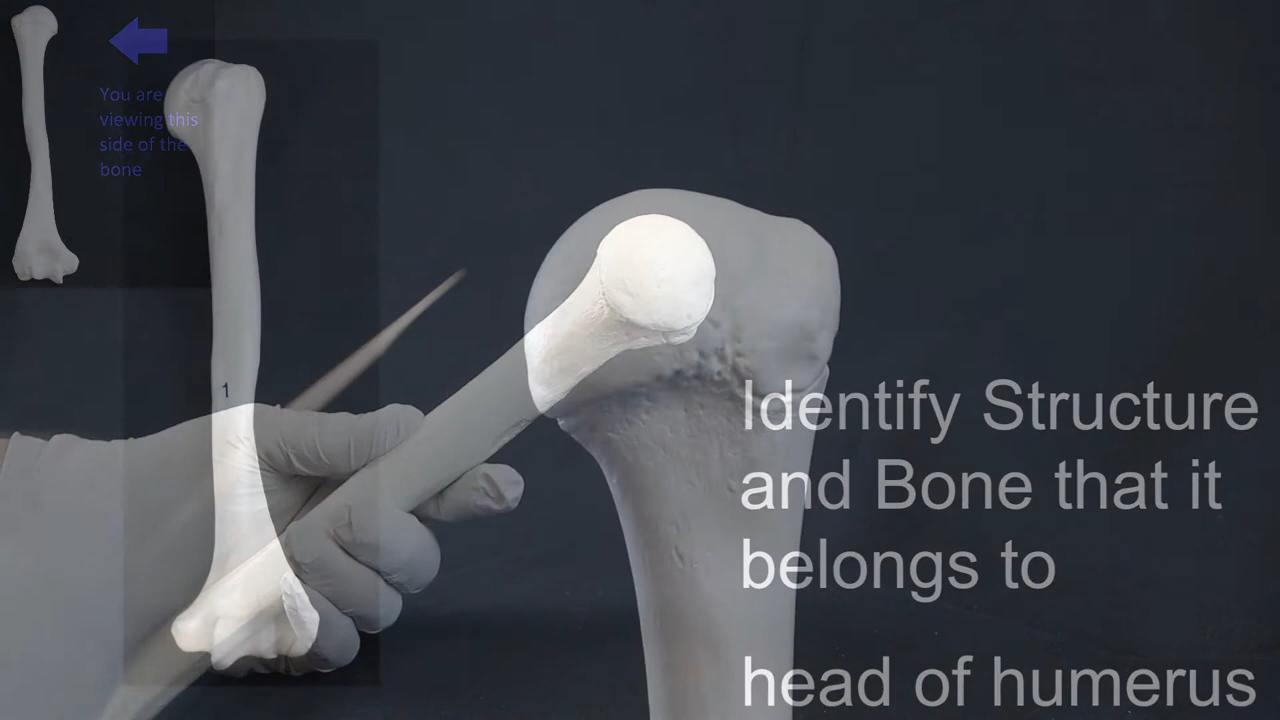 You are
viewing this
side of the
bone
1
Identify Structure
and Bone that it
belongs to
head of humerus